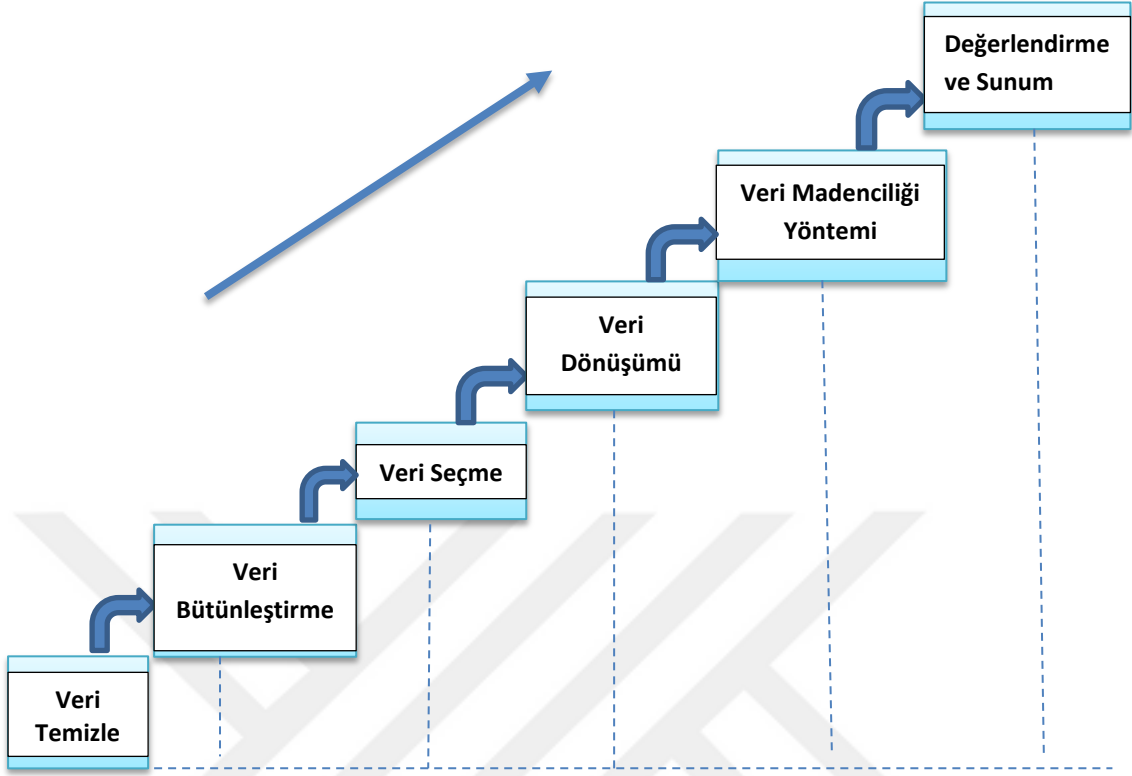 Değerlendirme
ve Sunum
Veri Madenciliği
Yöntemi
Veri
Dönüşümü
Veri Seçme
Veri
Bütünleştirme
Veri
Temizle